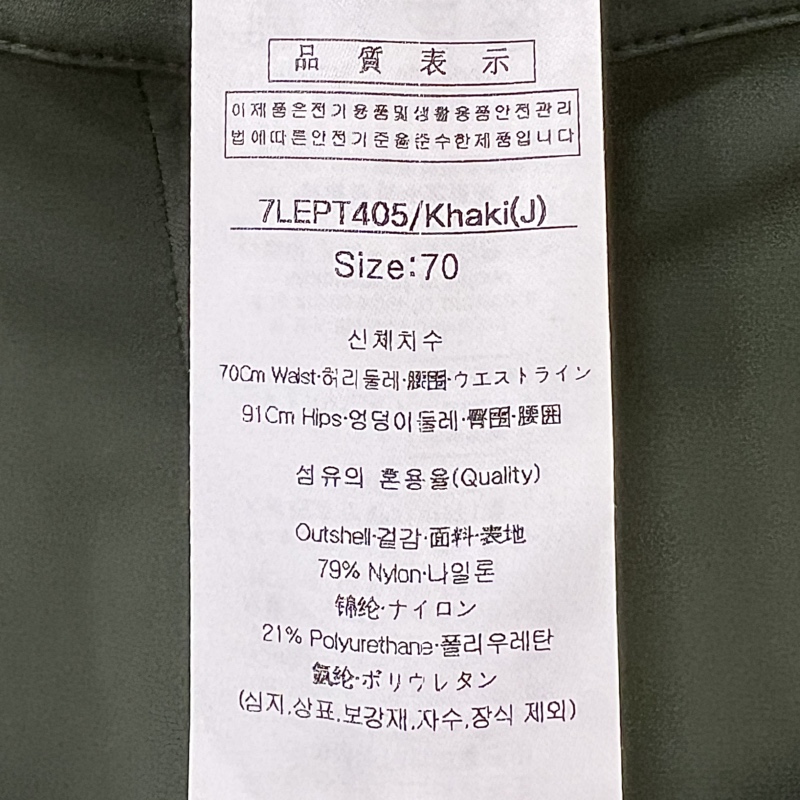 品 質 表 示
이제품은전기용품및생활용품안전관리
법에따른안전기준을준수한제품입니다
7LEPT405/Khaki(J)
Size:70
신체치수
70Cm Waist·허리둘레·腰围·ウエストライン
91Cm Hips·엉덩이둘레·臀围·腰囲
섬유의 혼용율(Quality)
Outshell·겉감·面料·表地
79% Nylon·나일론
锦纶·ナイロン
21% Polyurethane·폴리우레탄
氨纶·ポリウレタン
(심지,상표,보강재,자수,장식 제외)